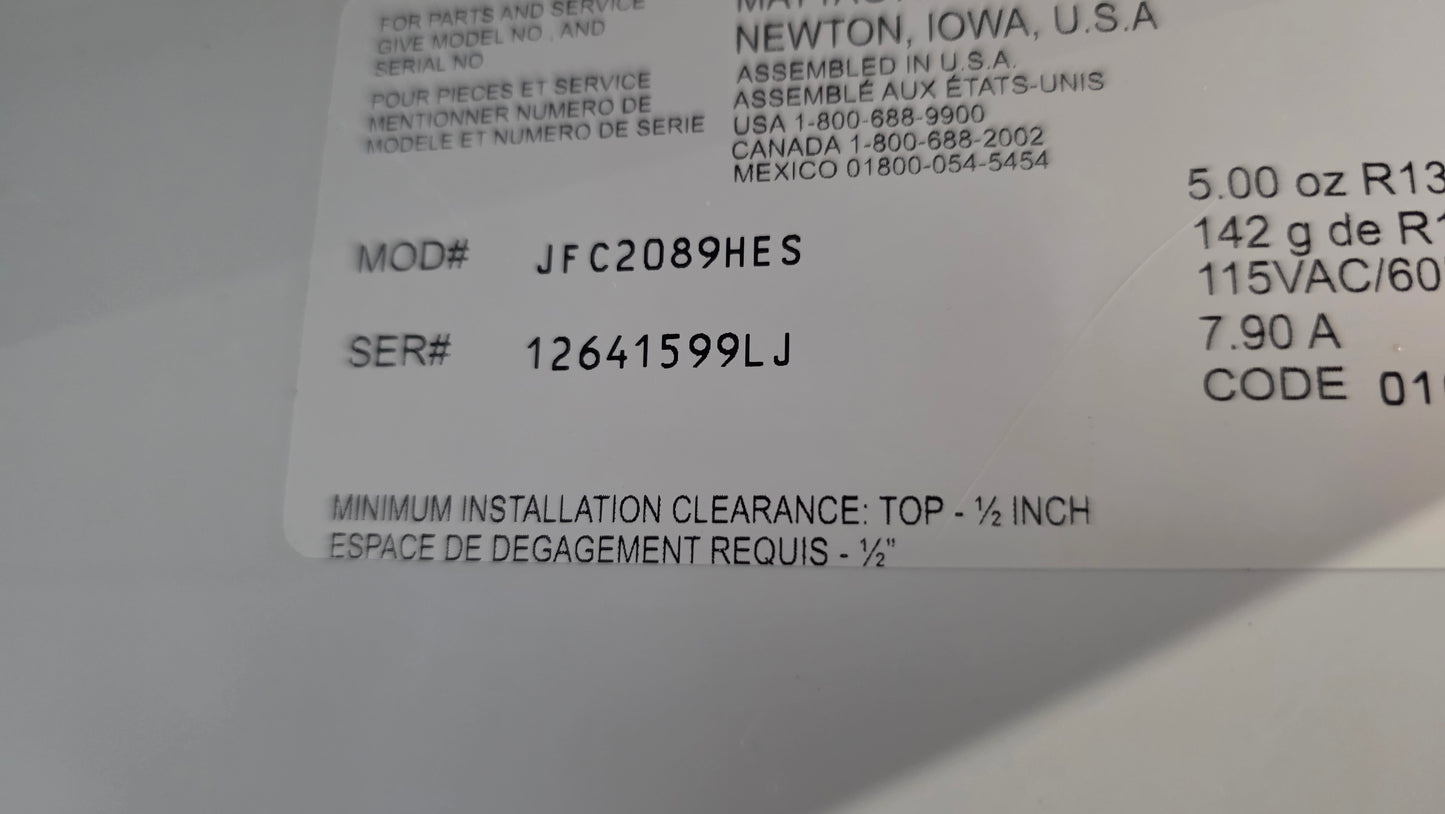 FOR PARTS AND SERVICE
GIVE MODEL NO. AND
SERIAL NO
POUR PIECES ET SERVICE
MENTIONNER NUMERO DE
MODELE ET NUMERO DE SERIE
NEWTON, IOWA, U.S.A
ASSEMBLED IN U.S.A.
ASSEMBLÉ AUX ÉTATS-UNIS
USA 1-800-688-9900
CANADA 1-800-688-2002
MEXICO 01800-054-5454
MOD# JFC2089HES
SER# 12641599LJ
5.00 oz R13
142 g de R1
115VAC/60
7.90 A
CODE 01
MINIMUM INSTALLATION CLEARANCE: TOP - ½ INCH
ESPACE DE DEGAGEMENT REQUIS - ½"